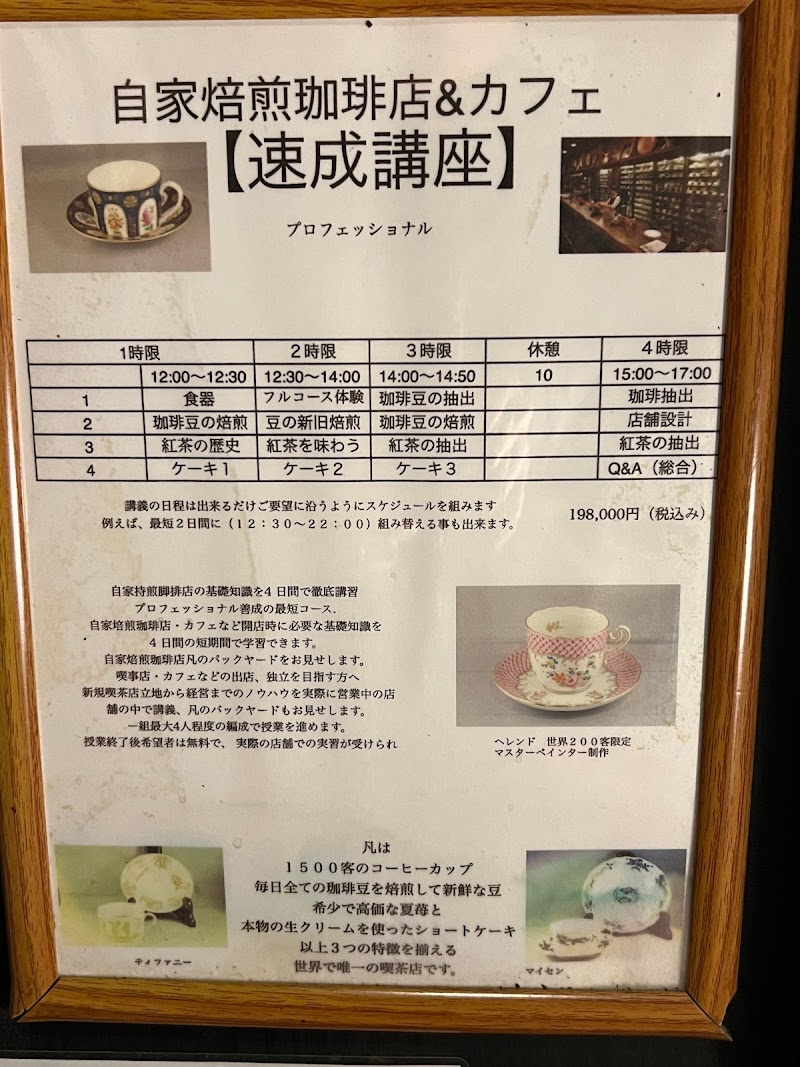 自家焙煎珈琲店&カフェ
【速成講座】
プロフェッショナル
1時限 2時限 3時限 休憩 4時限
12:00〜12:30 12:30〜14:00 14:00〜14:50 10 15:00〜17:00
1 食器 フルコース体験 珈琲豆の抽出 珈琲抽出
2 珈琲豆の焙煎 豆の新旧焙煎 珈琲豆の焙煎 店舗設計
3 紅茶の歴史 紅茶を味わう 紅茶の抽出 紅茶の抽出
4 ケーキ1 ケーキ2 ケーキ3 Q&A（総合）
講義の日程は出来るだけご要望に沿うようにスケジュールを組みます
例えば、最短2日間に（12：30〜22：00）組み替える事も出来ます。
198,000円（税込み）
自家持煎脚排店の基礎知識を4日間で徹底講習
プロフェッショナル善成の最短コース.
自家焙煎珈琲店・カフェなど開店時に必要な基礎知識を
4日間の短期間で学習できます。
自家焙煎珈琲店凡のバックヤードをお見せします。
喫事店・カフェなどの出店、独立を目指す方へ
新規喫茶店立地から経営までのノウハウを実際に営業中の店
舗の中で講義、凡のバックヤードもお見せします。
一組最大4人程度の編成で授業を進めます。
授業終了後希望者は無料で、実際の店舗での実習が受けられ
ヘレンド 世界200客限定
マスターペインター制作
凡は
1500客のコーヒーカップ
毎日全ての珈琲豆を焙煎して新鮮な豆
希少で高価な夏苺と
本物の生クリームを使ったショートケーキ
以上3つの特徴を揃える
世界で唯一の喫茶店です。
ティファニー
マイセン